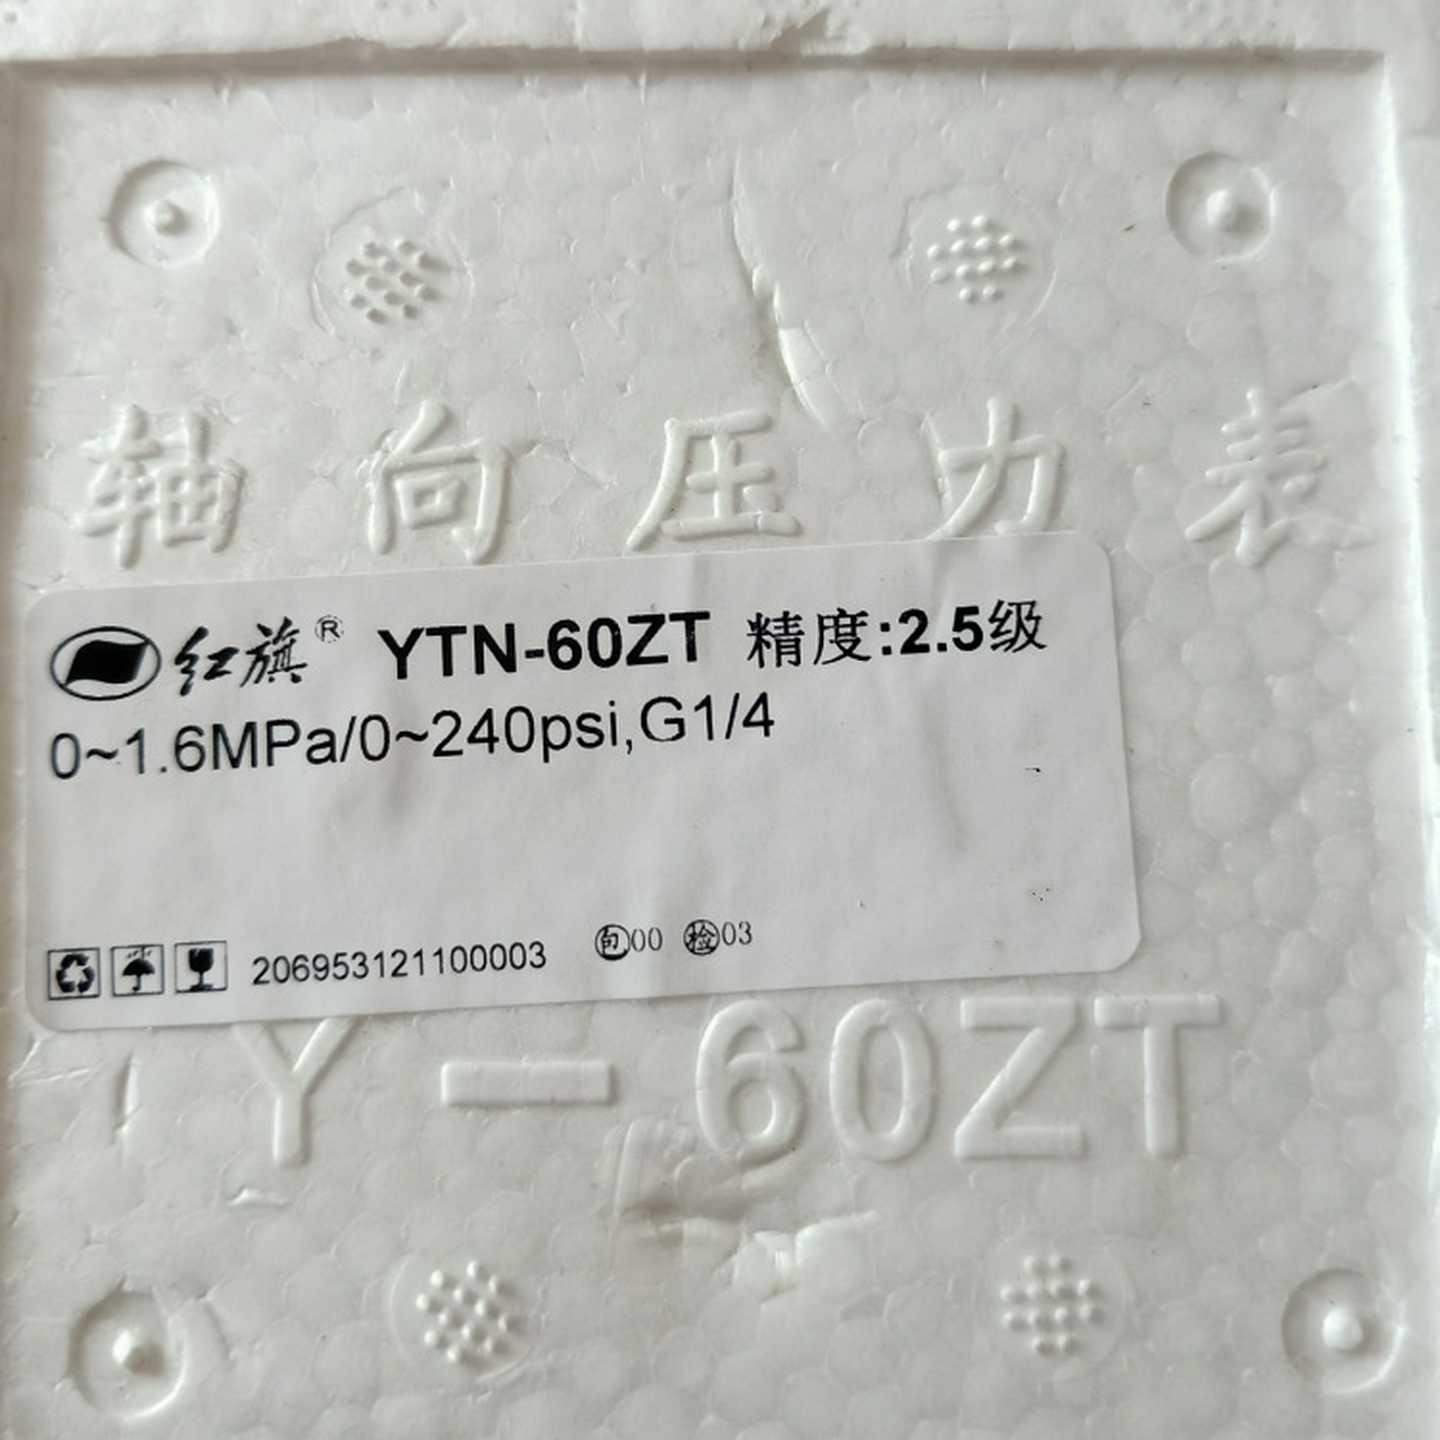 轴向压力表
红旗® YTN-60ZT 精度:2.5级
0~1.6MPa/0~240psi,G1/4
206953121100003 包00 检03
Y-60ZT